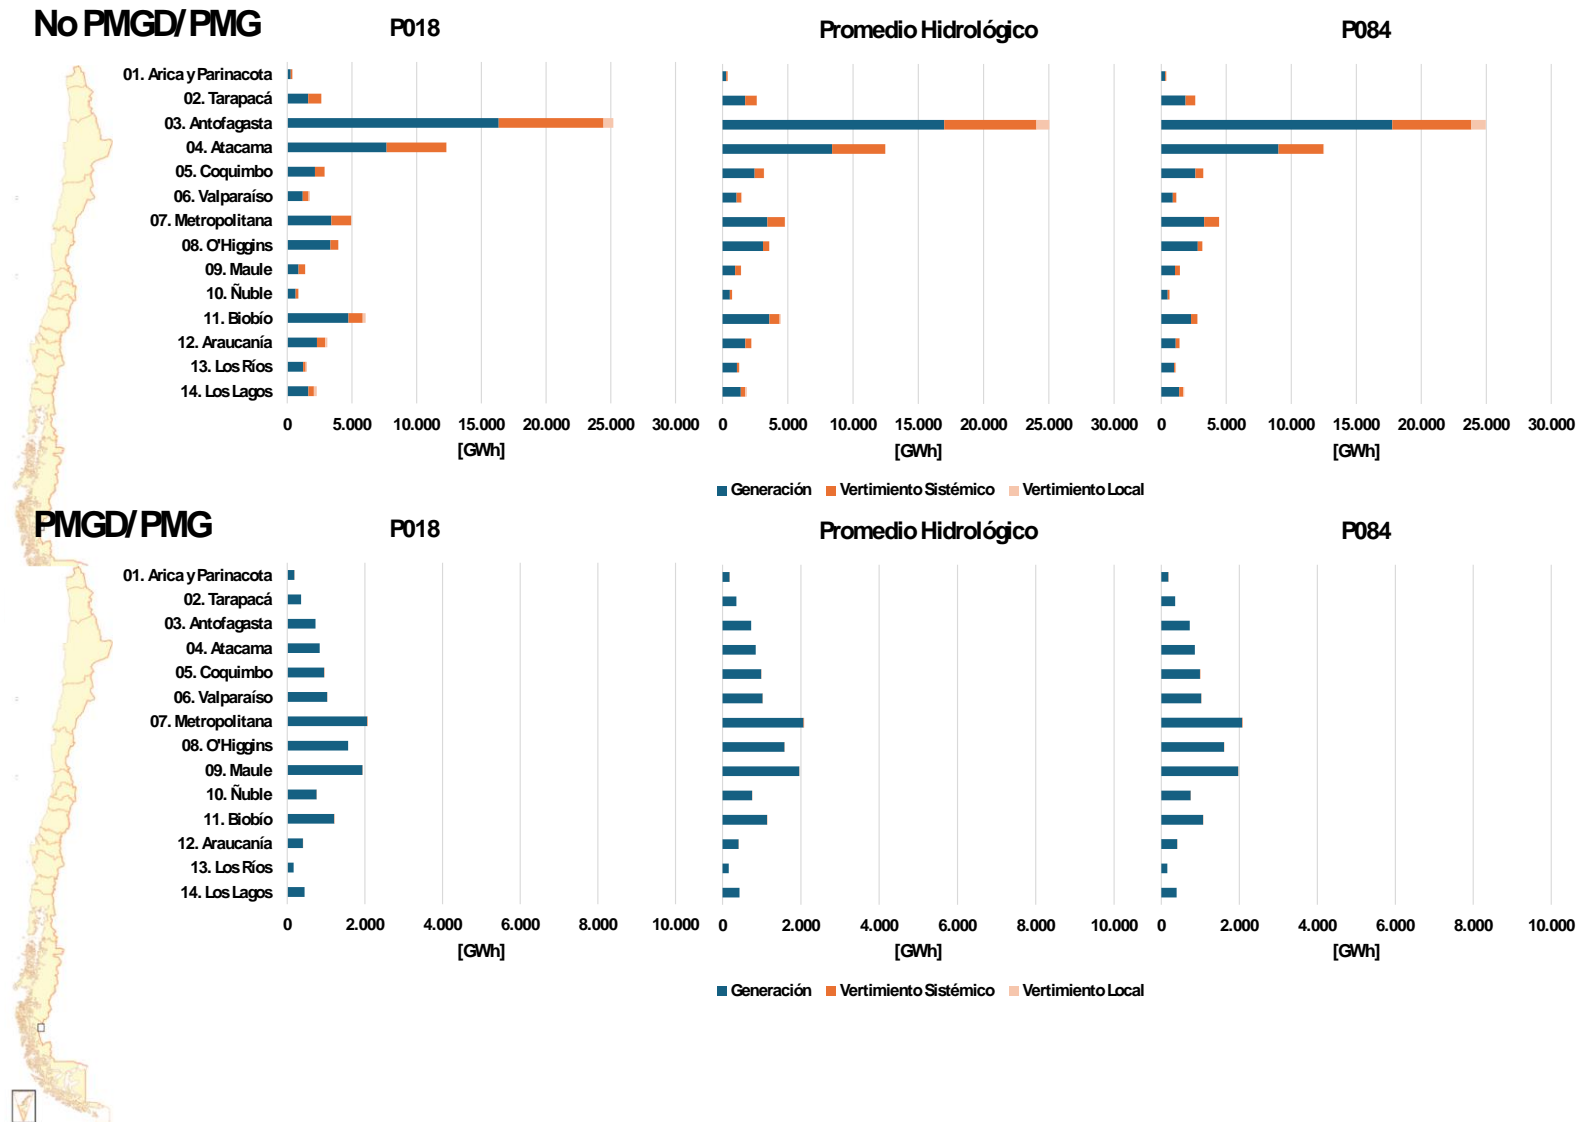 No PMGD/ PMG
P018
Promedio Hidrológico
P084
01. Arica y Parinacota
02. Tarapacá
03. Antofagasta
04. Atacama
05. Coquimbo
06. Valparaíso
07. Metropolitana
08. O'Higgins
09. Maule
10. Ñuble
11. Biobío
12. Araucanía
13. Los Ríos
14. Los Lagos
0 5.000 10.000 15.000 20.000 25.000 30.000
[GWh]
0 5.000 10.000 15.000 20.000 25.000 30.000
[GWh]
0 5.000 10.000 15.000 20.000 25.000 30.000
[GWh]
Generación Vertimiento Sistémico Vertimiento Local
PMGD/ PMG
P018
Promedio Hidrológico
P084
01. Arica y Parinacota
02. Tarapacá
03. Antofagasta
04. Atacama
05. Coquimbo
06. Valparaíso
07. Metropolitana
08. O'Higgins
09. Maule
10. Ñuble
11. Biobío
12. Araucanía
13. Los Ríos
14. Los Lagos
0 2.000 4.000 6.000 8.000 10.000
[GWh]
0 2.000 4.000 6.000 8.000 10.000
[GWh]
0 2.000 4.000 6.000 8.000 10.000
[GWh]
Generación Vertimiento Sistémico Vertimiento Local